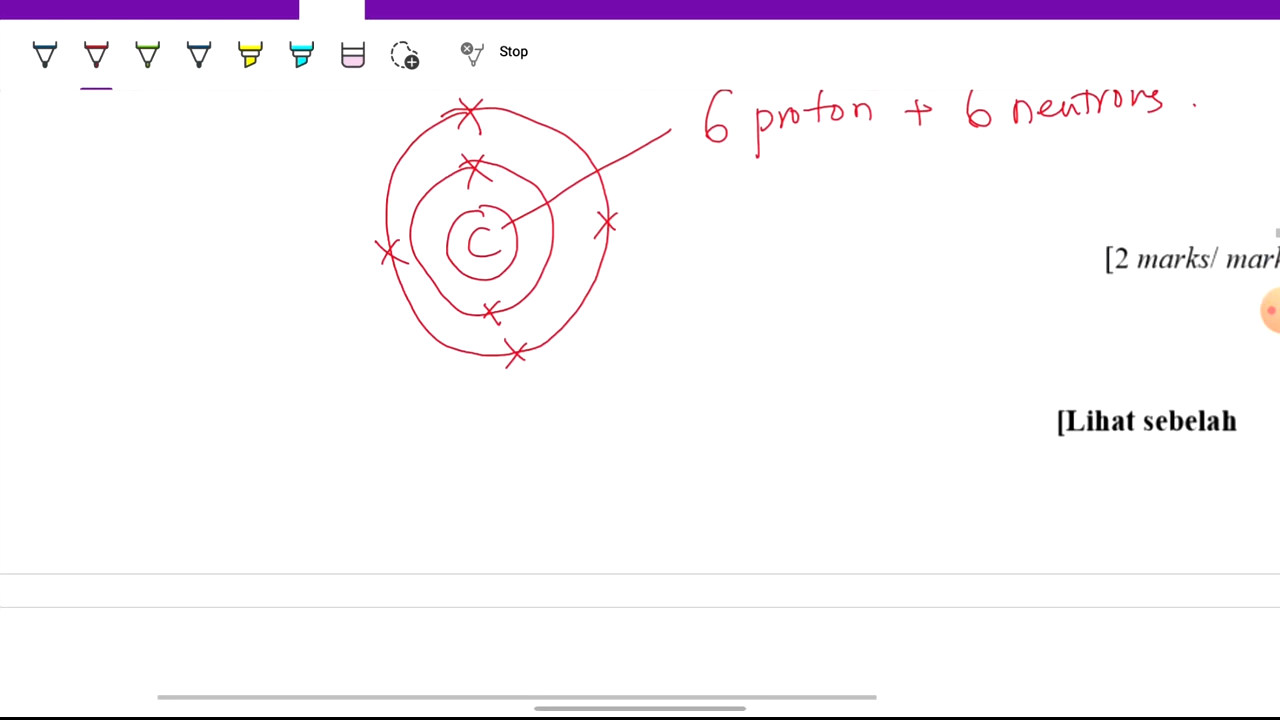 Stop
6 proton + 6 neutrons.
C
[2 marks/ mark
[Lihat sebelah